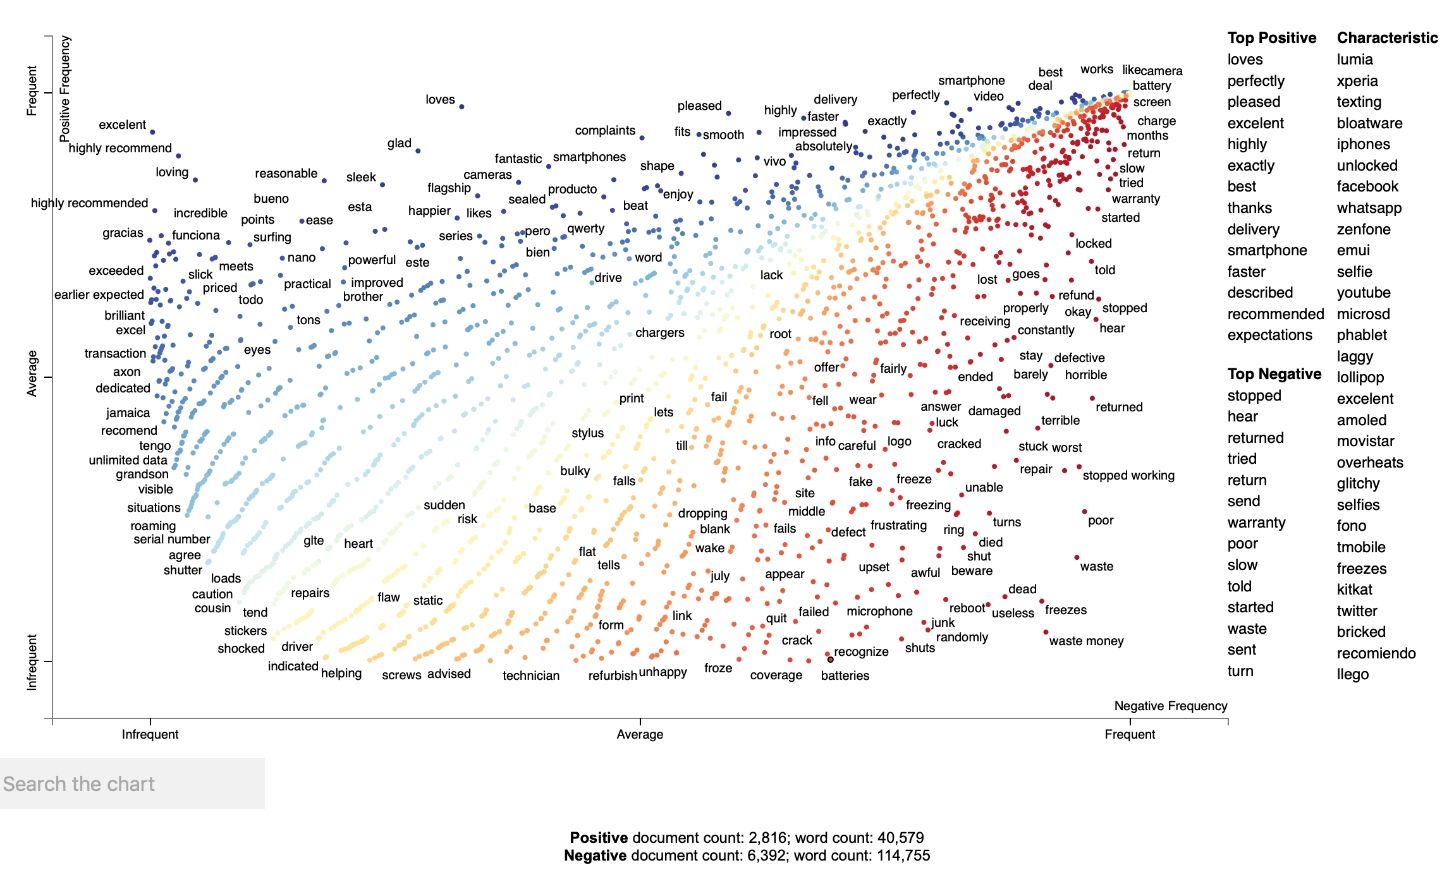 Positive Frequency
Frequent
Average
Infrequent
Negative Frequency
Infrequent
Average
Frequent
best
works
like
camera
smartphone
deal
battery
loves
delivery
perfectly
video
screen
pleased
highly
faster
exactly
charge
excellent
complaints
fits
smooth
impressed
months
highly recommend
glad
absolutely
return
loving
fantastic
smartphones
shape
vivo
slow
reasonable
sleek
cameras
tried
flagship
producto
enjoy
warranty
highly recommended
bueno
sealed
incredible
esta
happier
likes
beat
started
points
ease
gracias
funciona
surfing
series
pero
qwerty
locked
bien
word
exceeded
meets
nano
powerful
este
told
slick
drive
lack
lost
goes
priced
practical
improved
earlier expected
todo
brother
refund
brilliant
tons
properly
okay
stopped
excel
chargers
root
receiving
constantly
hear
transaction
eyes
stay
defective
axon
offer
fairly
ended
barely
horrible
dedicated
print
fail
fell
wear
answer
damaged
returned
jamaica
lets
luck
terrible
recomend
stylus
tengo
till
info
careful
logo
cracked
stuck
worst
unlimited data
bulky
repair
stopped working
grandson
falls
fake
freeze
unable
visible
site
situations
sudden
base
dropping
middle
freezing
roaming
risk
blank
fails
defect
frustrating
ring
turns
poor
serial number
glte
heart
flat
wake
died
agree
tells
shut
shutter
july
appear
upset
awful
beware
waste
loads
caution
repairs
flaw
static
dead
cousin
tend
link
quit
failed
microphone
reboot
useless
freezes
stickers
form
junk
shocked
driver
crack
randomly
waste money
indicated
helping
recognize
shuts
screws
advised
technician
refurbish
unhappy
froze
coverage
batteries
Top Positive
loves
perfectly
pleased
excellent
highly
exactly
best
thanks
delivery
smartphone
faster
described
recommended
expectations
Top Negative
stopped
hear
returned
tried
return
send
warranty
poor
slow
told
started
waste
sent
turn
Characteristic
lumia
xperia
texting
bloatware
iphones
unlocked
facebook
whatsapp
zenfone
emui
selfie
youtube
microsd
phablet
laggy
lollipop
excelent
amoled
movistar
overheats
glitchy
selfies
fono
tmobile
freezes
kitkat
twitter
bricked
recomiendo
llego
Search the chart
Positive document count: 2,816; word count: 40,579
Negative document count: 6,392; word count: 114,755